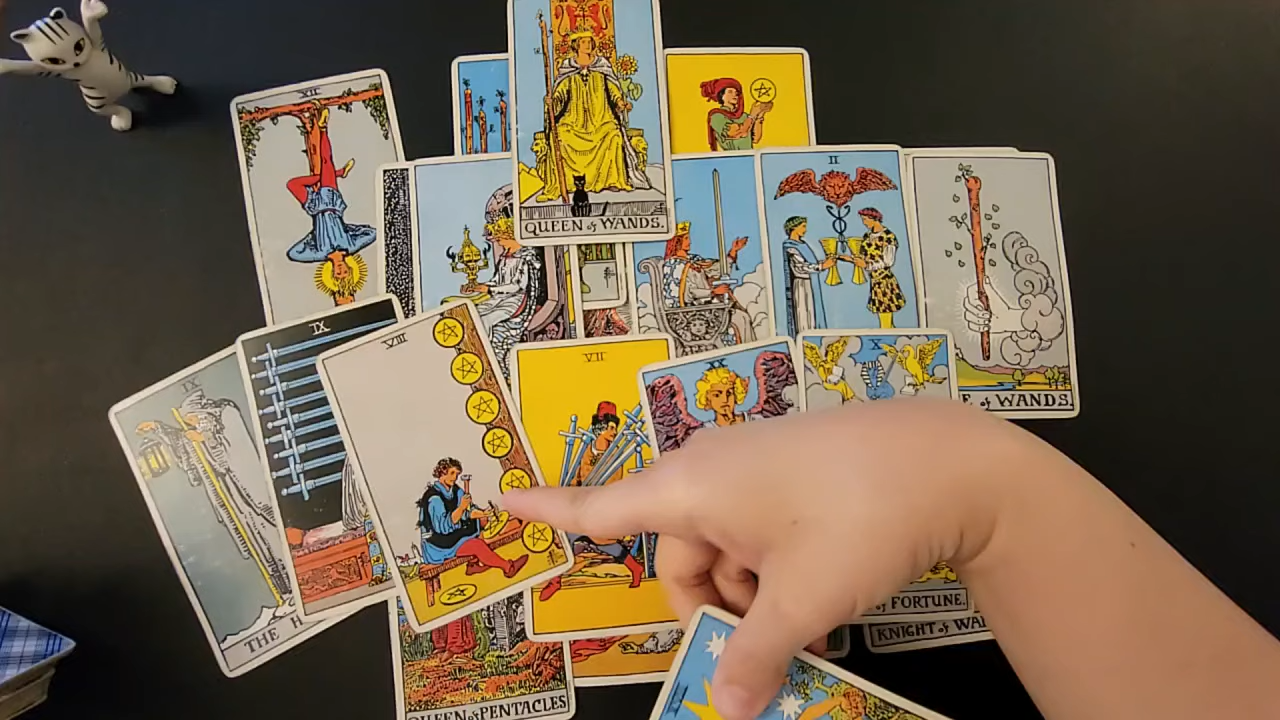 XII
QUEEN of WANDS.
II
IX
VIII
VII
IX
X
IX
of WANDS.
THE H
of FORTUNE.
KNIGHT of WA
QUEEN of PENTACLES